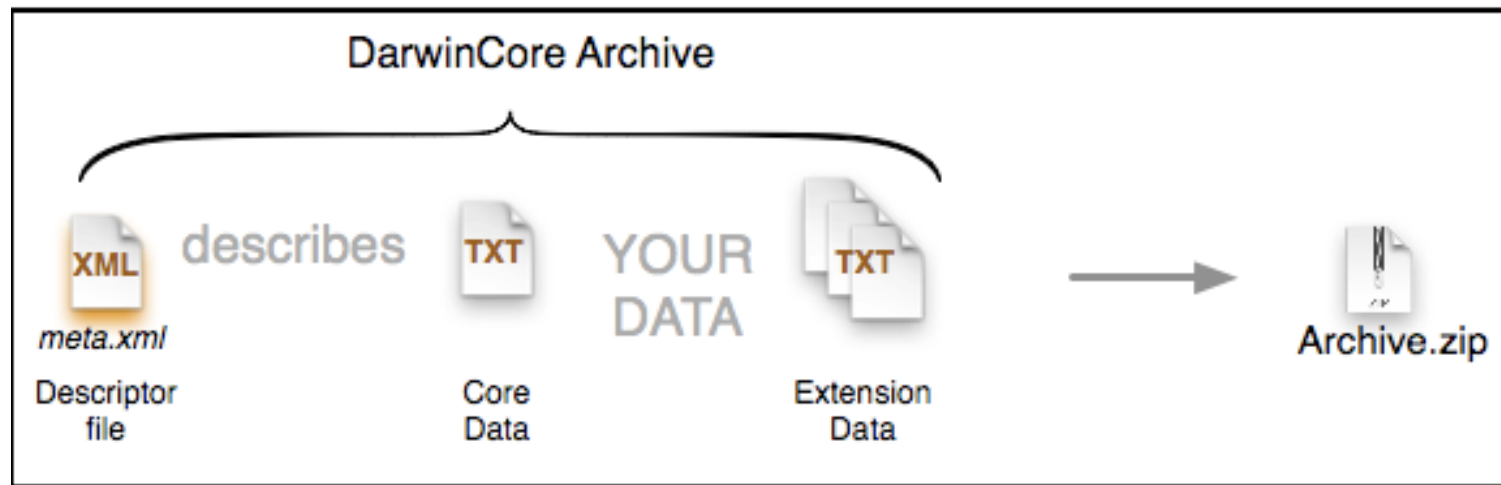 DarwinCore Archive
XML
describes
TXT
YOUR
DATA
TXT
meta.xml
Archive.zip
Descriptor
file
Core
Data
Extension
Data